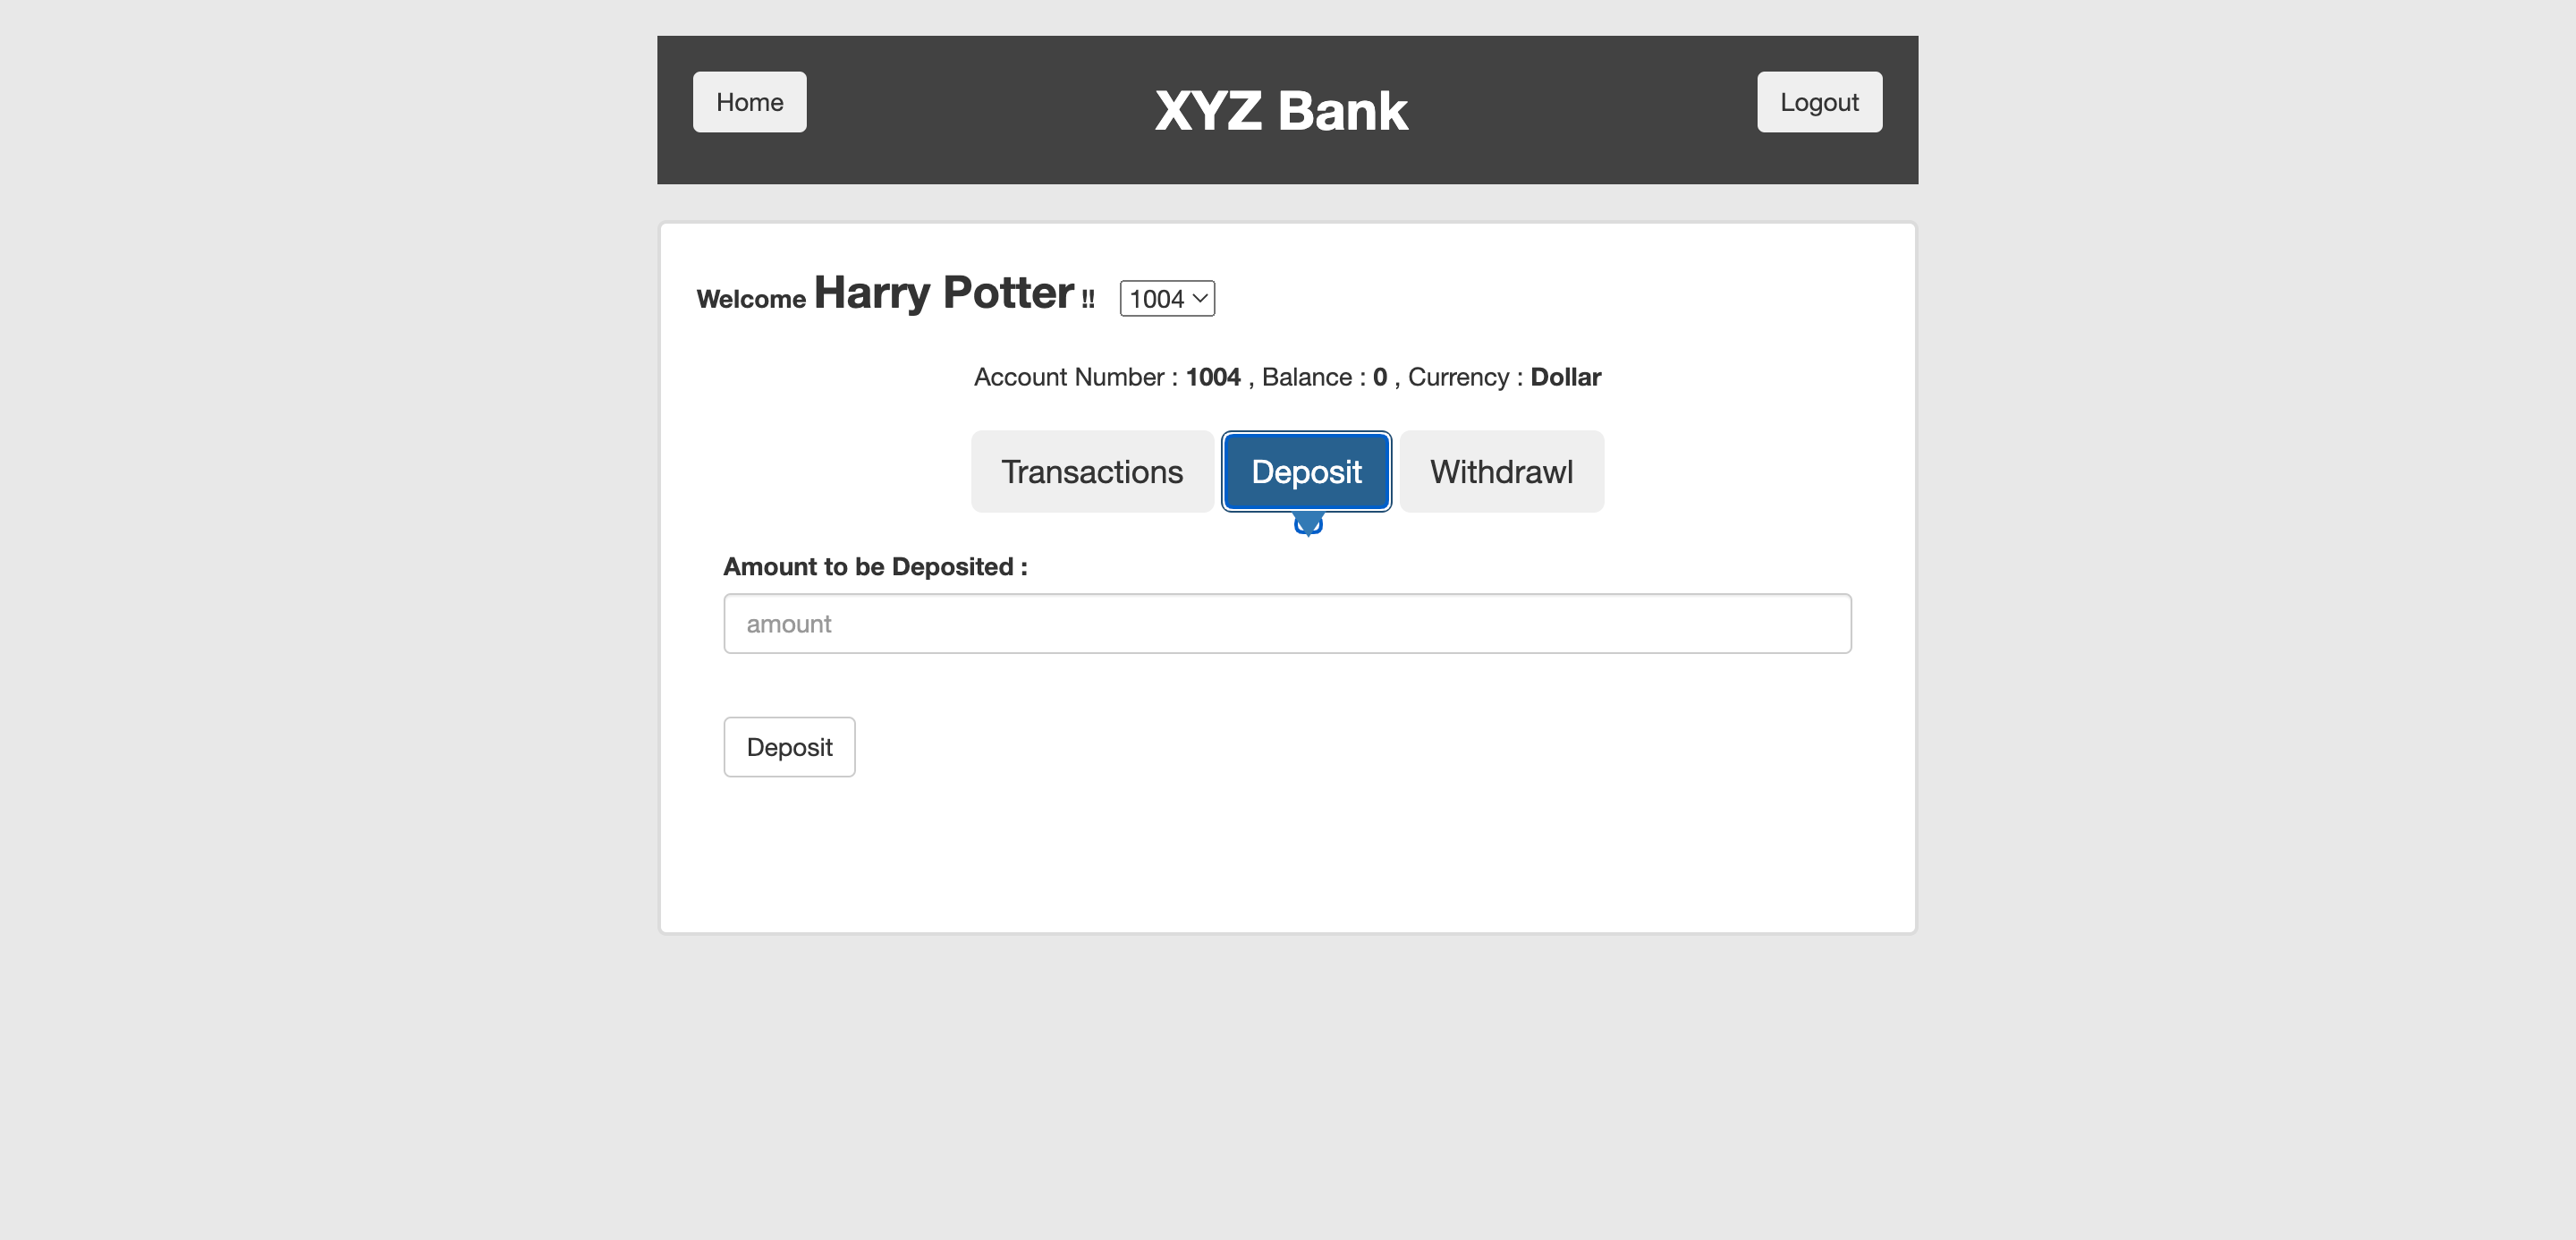 Home
XYZ Bank
Logout
Welcome Harry Potter !! 1004
Account Number : 1004 , Balance : 0 , Currency : Dollar
Transactions Deposit Withdrawl
Amount to be Deposited :
amount
Deposit